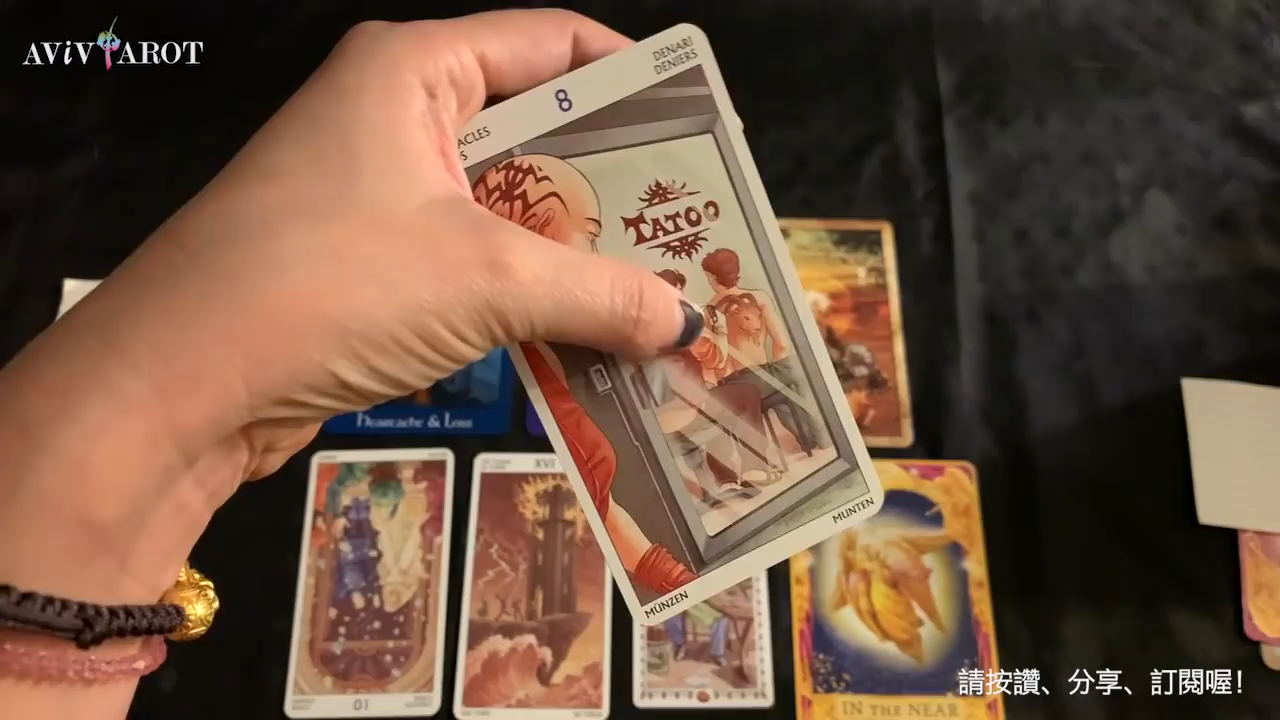 AViV TAROT
DENARI
DENIERS
8
ACLES
S
TATOO
MUNTEN
MÜNZEN
Heartache & Loss
XVI
10
IN THE NEAR
請按讚、分享、訂閱喔!